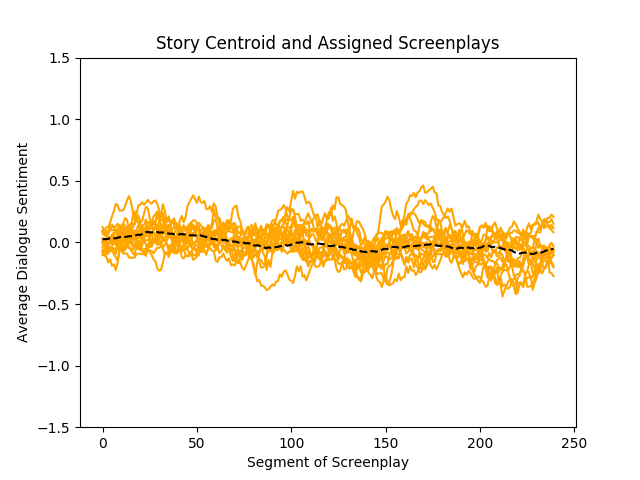 Story Centroid and Assigned Screenplays
1.5
1.0
0.5
0.0
−0.5
−1.0
−1.5
Average Dialogue Sentiment
0 50 100 150 200 250
Segment of Screenplay